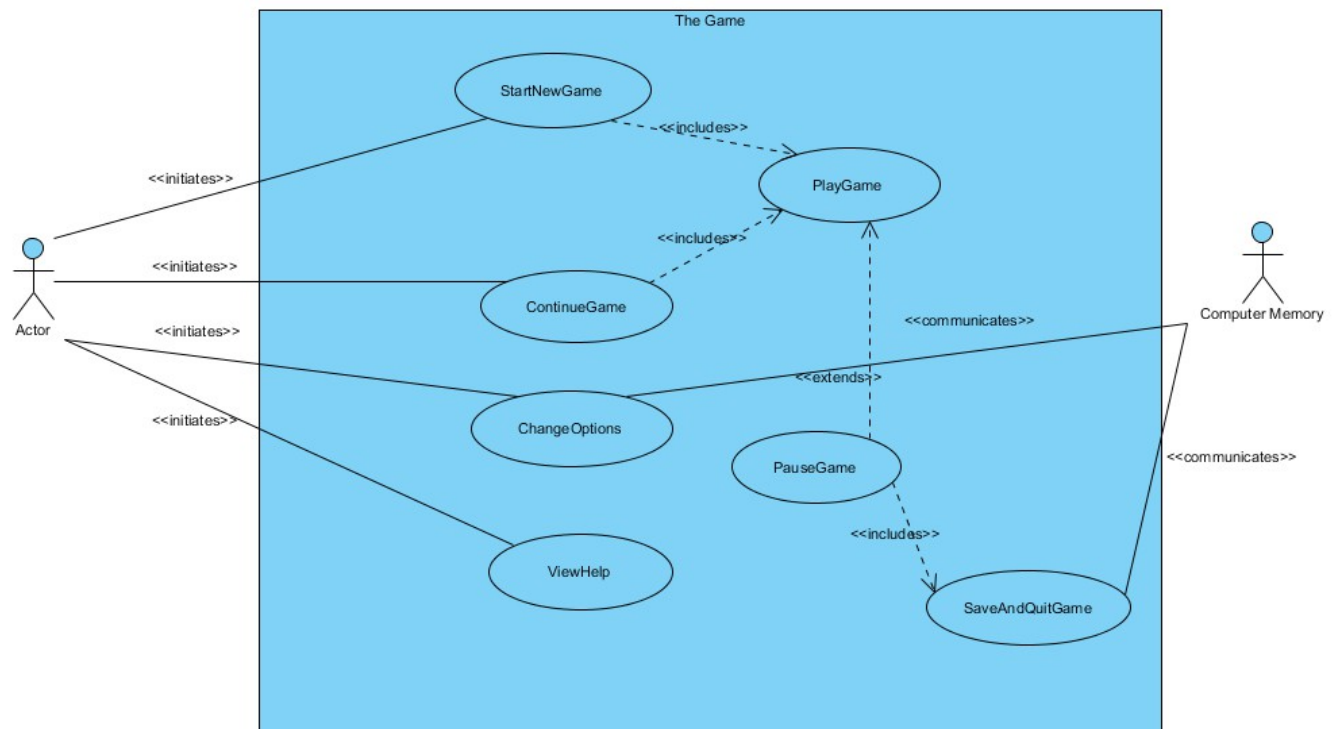 The Game
StartNewGame
<<includes>>
<<initiates>>
PlayGame
<<includes>>
<<initiates>>
ContinueGame
Actor
Computer Memory
<<initiates>>
<<communicates>>
<<extends>>
<<initiates>>
ChangeOptions
PauseGame
<<communicates>>
<<includes>>
ViewHelp
SaveAndQuitGame